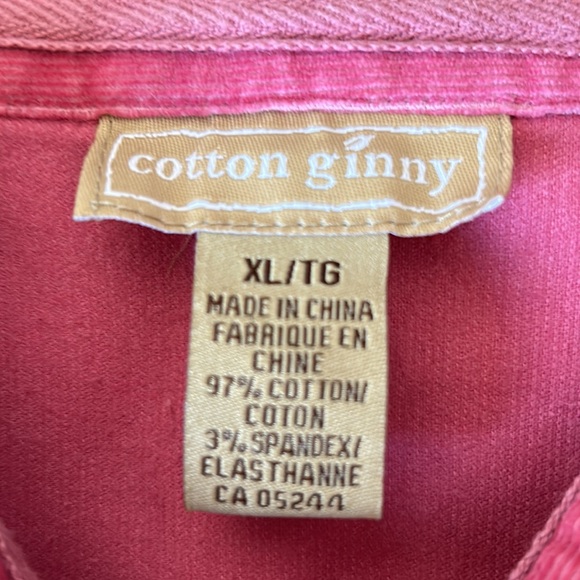 cotton ginny
XL/TG
MADE IN CHINA
FABRIQUE EN
CHINE
97% COTTON/
COTON
3% SPANDEX/
ELASTHANNE
CA 05244